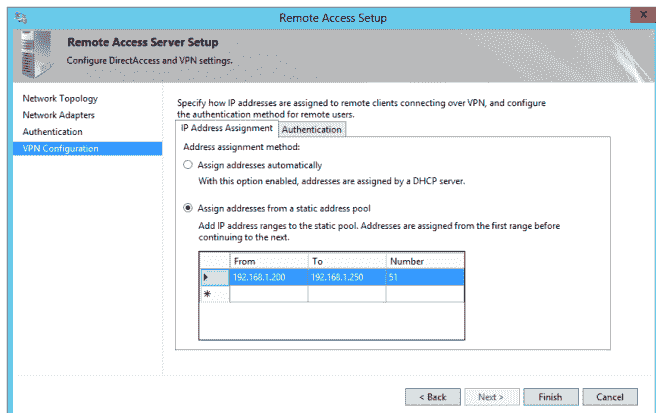 Remote Access Setup
x
Remote Access Server Setup
Configure DirectAccess and VPN settings.
Network Topology
Network Adapters
Authentication
VPN Configuration
Specify how IP addresses are assigned to remote clients connecting over VPN, and configure
the authentication method for remote users.
IP Address Assignment Authentication
Address assignment method:
Assign addresses automatically
With this option enabled, addresses are assigned by a DHCP server.
Assign addresses from a static address pool
Add IP address ranges to the static pool. Addresses are assigned from the first range before
continuing to the next.
From To Number
192.168.1.200 192.168.1.250 51
< Back Next > Finish Cancel